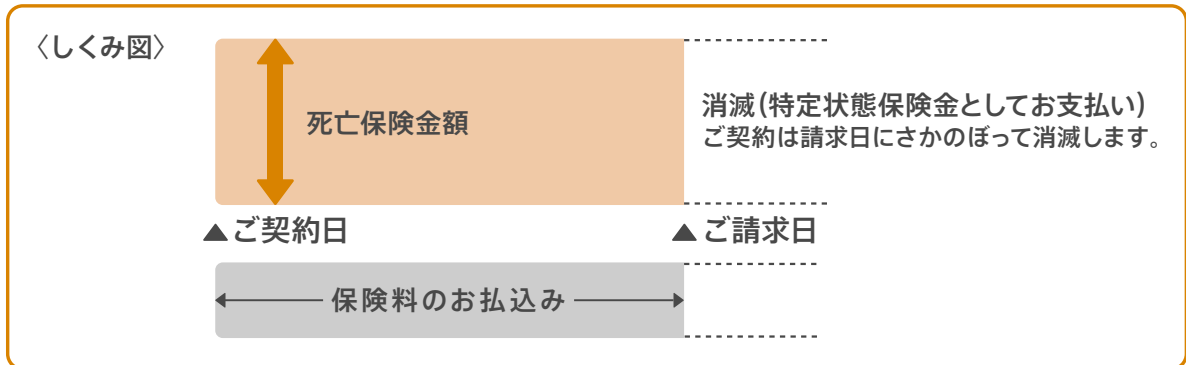 〈しくみ図〉
死亡保険金額
消滅(特定状態保険金としてお支払い)
ご契約は請求日にさかのぼって消滅します。
▲ご契約日
▲ご請求日
保険料のお払込み